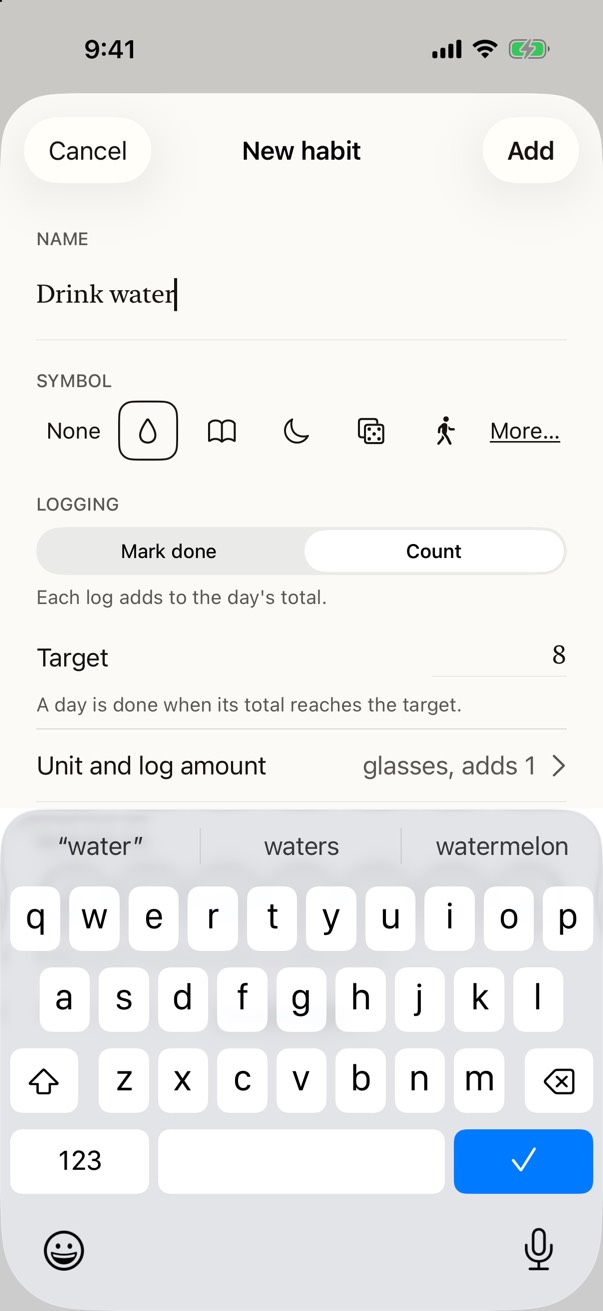 9:41
Cancel New habit Add
NAME
Drink water
SYMBOL
None More...
LOGGING
Mark done Count
Each log adds to the day's total.
Target 8
A day is done when its total reaches the target.
Unit and log amount glasses, adds 1
“water” waters watermelon
q w e r t y u i o p
a s d f g h j k l
z x c v b n m
123